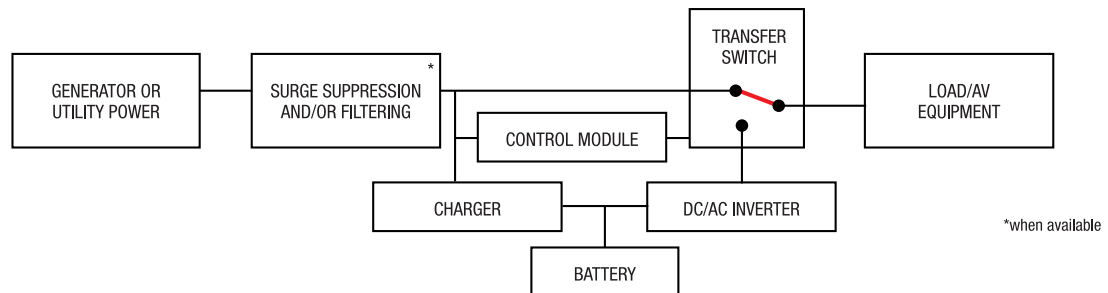 TRANSFER
SWITCH
GENERATOR OR
UTILITY POWER
*
SURGE SUPPRESSION
AND/OR FILTERING
LOAD/AV
EQUIPMENT
CONTROL MODULE
CHARGER
DC/AC INVERTER
*when available
BATTERY